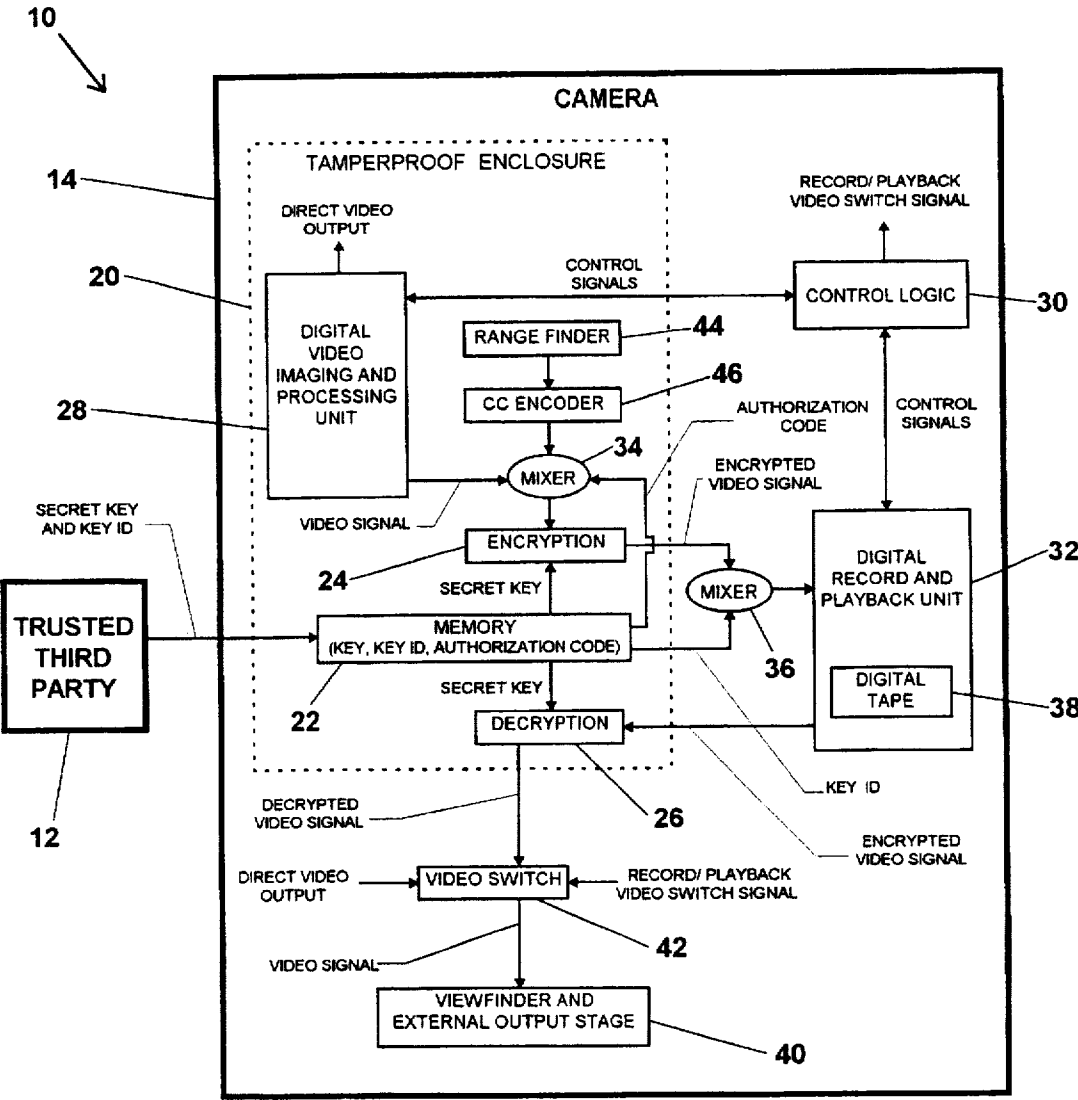 10
CAMERA
TAMPERPROOF ENCLOSURE
14
RECORD/ PLAYBACK
VIDEO SWITCH SIGNAL
DIRECT VIDEO
OUTPUT
20
CONTROL
SIGNALS
CONTROL LOGIC
30
DIGITAL
VIDEO
IMAGING AND
PROCESSING
UNIT
RANGE FINDER
44
28
CC ENCODER
46
AUTHORIZATION
CODE
CONTROL
SIGNALS
34
MIXER
ENCRYPTED
VIDEO SIGNAL
VIDEO SIGNAL
SECRET KEY
AND KEY ID
ENCRYPTION
24
SECRET KEY
MIXER
36
DIGITAL
RECORD AND
PLAYBACK UNIT
32
TRUSTED
THIRD
PARTY
MEMORY
(KEY, KEY ID, AUTHORIZATION CODE)
22
SECRET KEY
DIGITAL
TAPE
38
DECRYPTION
26
KEY ID
12
DECRYPTED
VIDEO SIGNAL
ENCRYPTED
VIDEO SIGNAL
DIRECT VIDEO
OUTPUT
VIDEO SWITCH
RECORD/ PLAYBACK
VIDEO SWITCH SIGNAL
42
VIDEO SIGNAL
VIEWFINDER AND
EXTERNAL OUTPUT STAGE
40